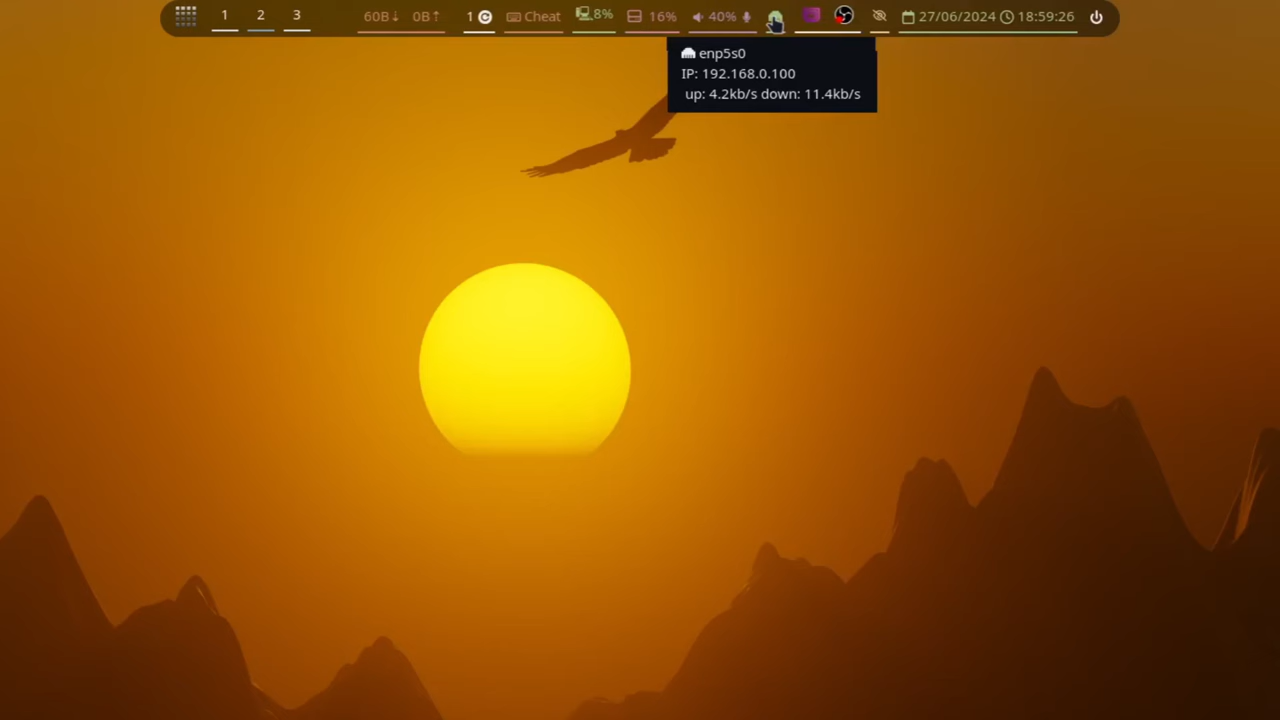 1 2 3 60B↓ 0B↑ 1 Cheat 8% 16% 40% 27/06/2024 18:59:26
enp5s0
IP: 192.168.0.100
up: 4.2kb/s down: 11.4kb/s